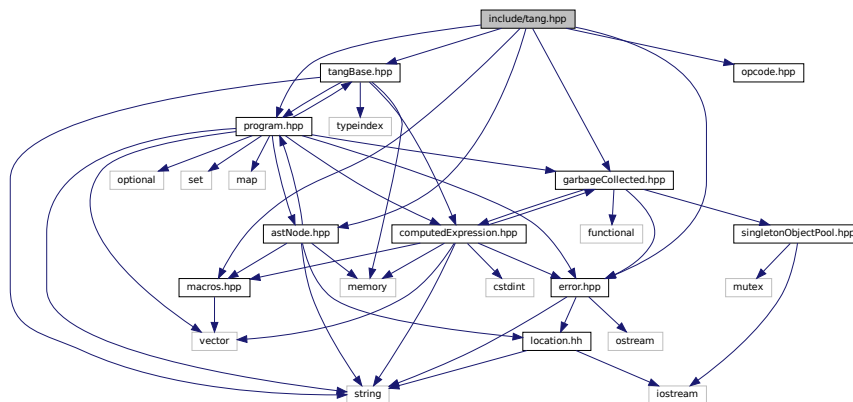 include/tang.hpp
tangBase.hpp
opcode.hpp
program.hpp
typeindex
optional
set
map
garbageCollected.hpp
astNode.hpp
computedExpression.hpp
functional
singletonObjectPool.hpp
macros.hpp
memory
cstdint
error.hpp
mutex
vector
location.hh
ostream
string
iostream